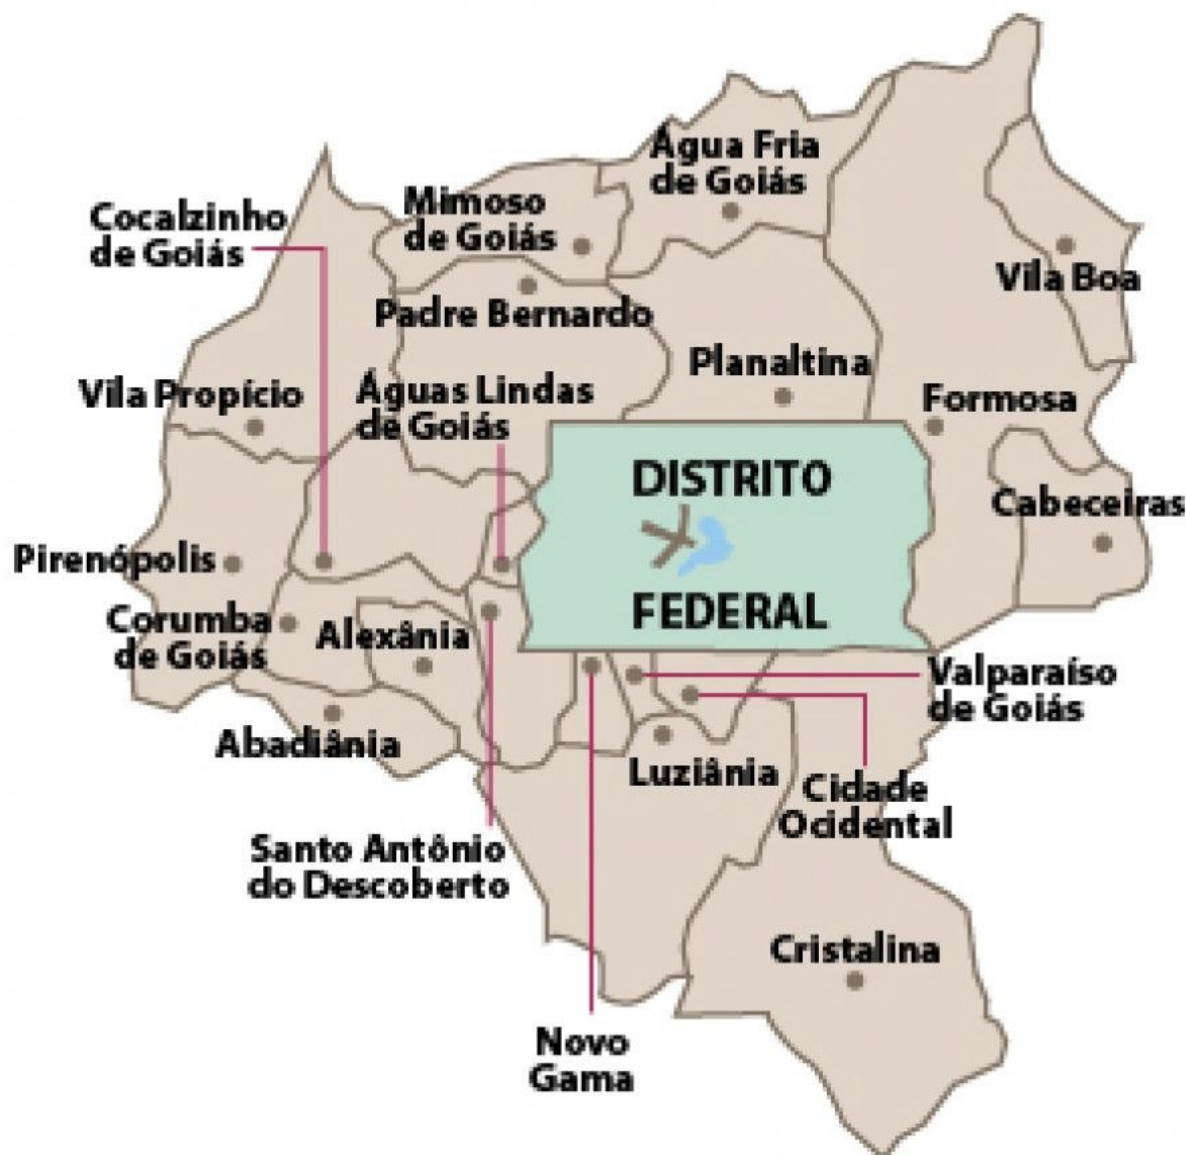 Água Fria
de Goiás
Mimoso
de Goiás
Cocalzinho
de Goiás
Vila Boa
Padre Bernardo
Planaltina
Vila Propício
Águas Lindas
de Goiás
Formosa
DISTRITO
FEDERAL
Cabeceiras
Pirenópolis
Corumba
de Goiás
Alexânia
Valparaíso
de Goiás
Abadiânia
Luziânia
Cidade
Ocidental
Santo Antônio
do Descoberto
Cristalina
Novo
Gama